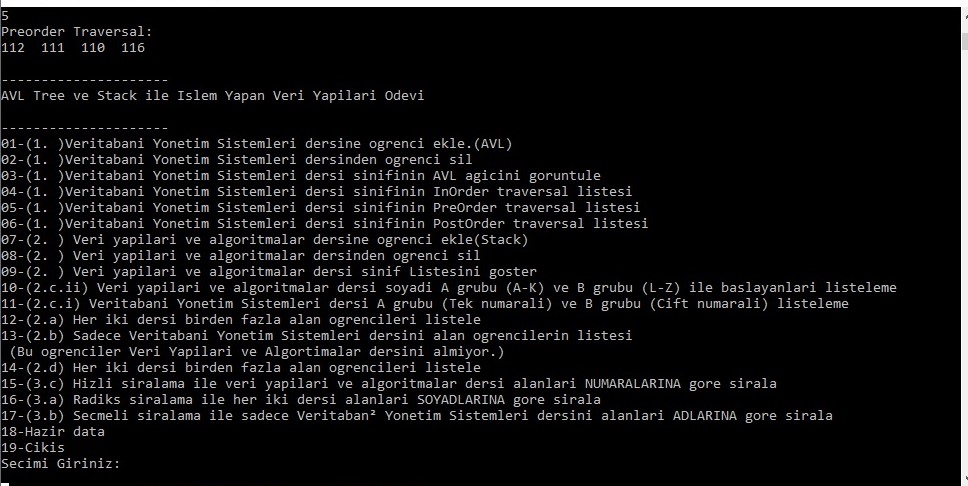 5
Preorder Traversal:
112  111  110  116
---------------------
AVL Tree ve Stack ile Islem Yapan Veri Yapilari Odevi
---------------------
01-(1. )Veritabani Yonetim Sistemleri dersine ogrenci ekle.(AVL)
02-(1. )Veritabani Yonetim Sistemleri dersinden ogrenci sil
03-(1. )Veritabani Yonetim Sistemleri dersi sinifinin AVL agicini goruntule
04-(1. )Veritabani Yonetim Sistemleri dersi sinifinin InOrder traversal listesi
05-(1. )Veritabani Yonetim Sistemleri dersi sinifinin PreOrder traversal listesi
06-(1. )Veritabani Yonetim Sistemleri dersi sinifinin PostOrder traversal listesi
07-(2. ) Veri yapilari ve algoritmalar dersine ogrenci ekle(Stack)
08-(2. ) Veri yapilari ve algoritmalar dersinden ogrenci sil
09-(2. ) Veri yapilari ve algoritmalar dersi sinif Listesini goster
10-(2.c.ii) Veri yapilari ve algoritmalar dersi soyadi A grubu (A-K) ve B grubu (L-Z) ile baslayanlari listeleme
11-(2.c.i) Veritabani Yonetim Sistemleri dersi A grubu (Tek numarali) ve B grubu (Cift numarali) listeleme
12-(2.a) Her iki dersi birden fazla alan ogrencileri listele
13-(2.b) Sadece Veritabani Yonetim Sistemleri dersini alan ogrencilerin listesi
(Bu ogrenciler Veri Yapilari ve Algortimalar dersini almiyor.)
14-(2.d) Her iki dersi birden fazla alan ogrencileri listele
15-(3.c) Hizli siralama ile veri yapilari ve algoritmalar dersi alanlari NUMARALARINA gore sirala
16-(3.a) Radiks siralama ile her iki dersi alanlari SOYADLARINA gore sirala
17-(3.b) Secmeli siralama ile sadece Veritaban² Yonetim Sistemleri dersini alanlari ADLARINA gore sirala
18-Hazir data
19-Cikis
Secimi Giriniz: